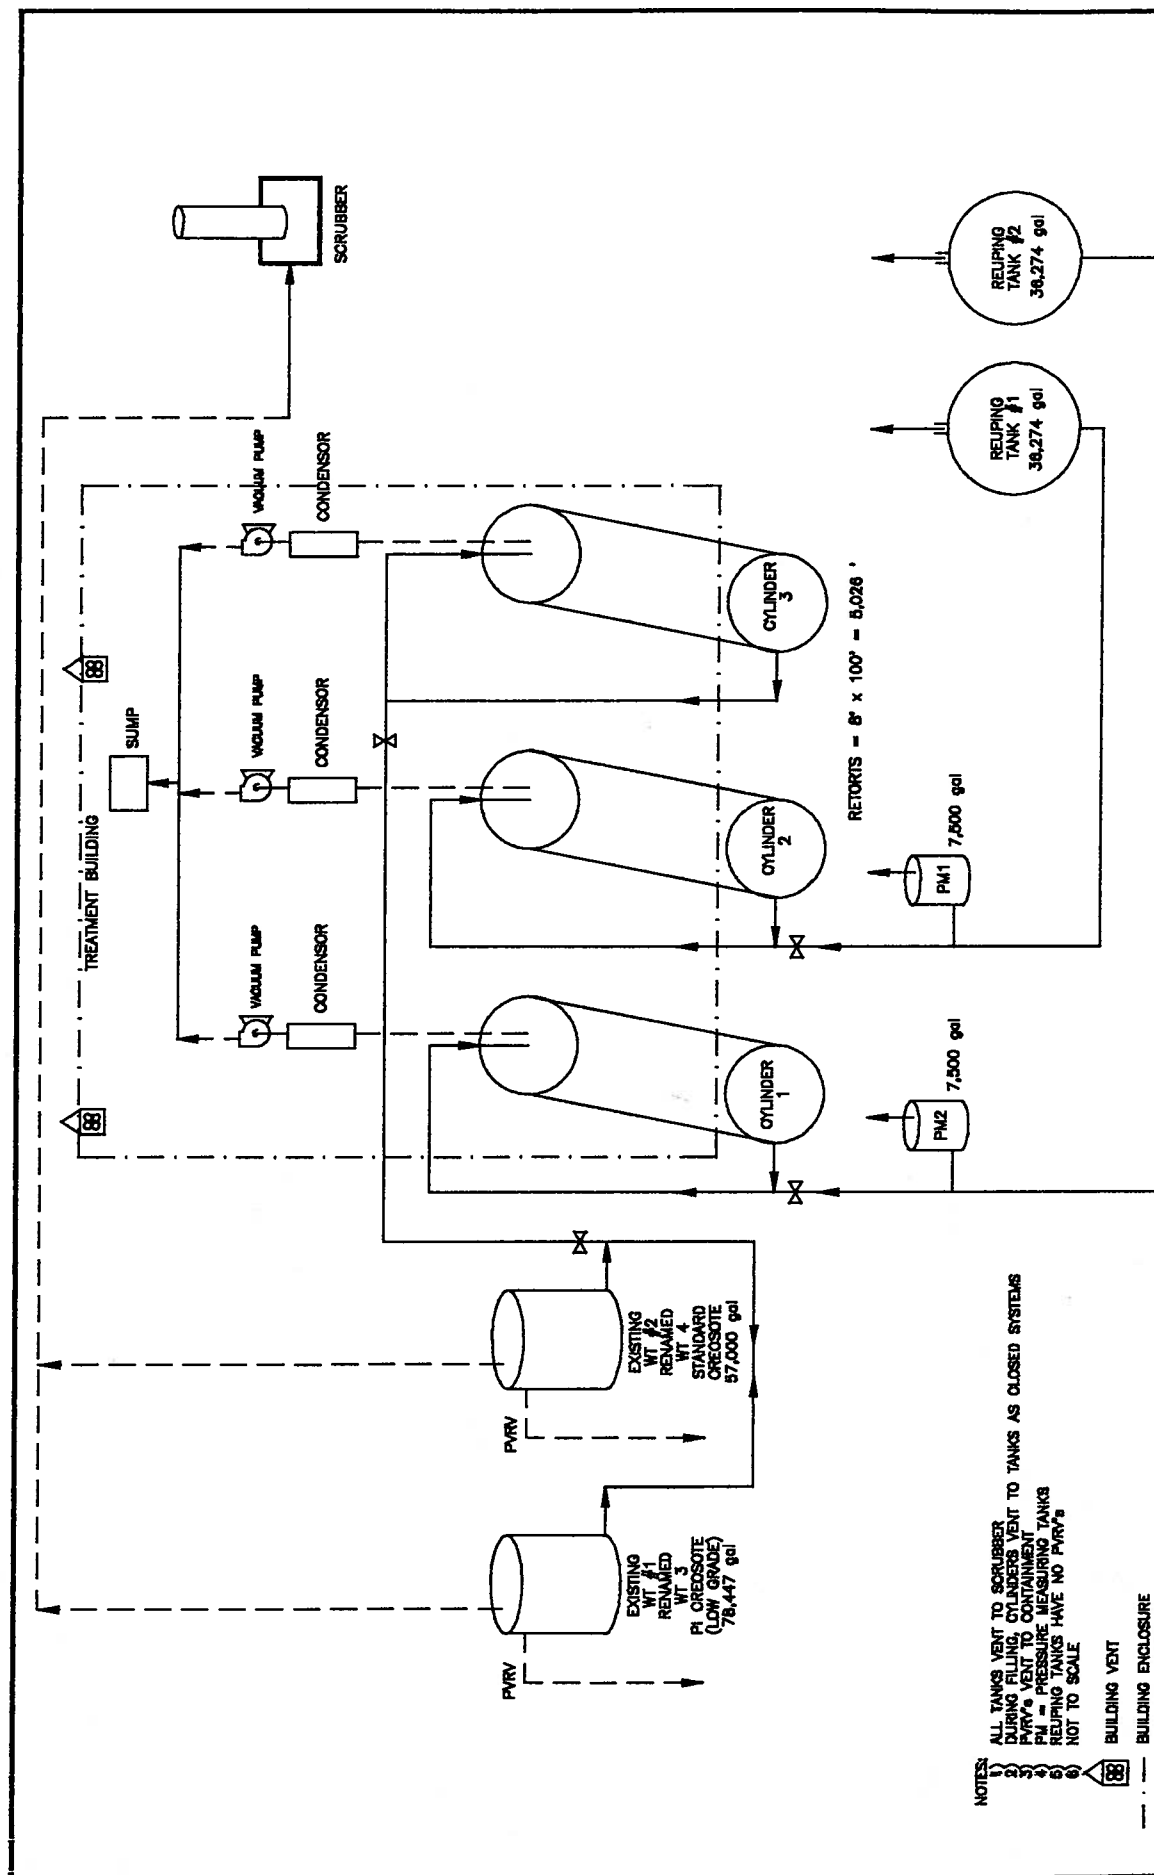 SCRUBBER
TREATMENT BUILDING
SUMP
VACUUM PUMP
CONDENSOR
VACUUM PUMP
CONDENSOR
VACUUM PUMP
CONDENSOR
PVRV
EXISTING
WT #1
RENAMED
WT 3
P1 CREOSOTE
(LOW GRADE)
78,447 gal
PVRV
EXISTING
WT #2
RENAMED
WT 4
STANDARD
CREOSOTE
57,000 gal
CYLINDER
1
CYLINDER
2
CYLINDER
3
RETORTS = 8' x 100' = 5,026 '
PM2
7,500 gal
PM1
7,500 gal
REUPING
TANK #1
38,274 gal
REUPING
TANK #2
38,274 gal
NOTES:
1) ALL TANKS VENT TO SCRUBBER
2) DURING FILLING, CYLINDERS VENT TO TANKS AS CLOSED SYSTEMS
3) PVRV's VENT TO CONTAINMENT
4) PM = PRESSURE MEASURING TANKS
5) REUPING TANKS HAVE NO PVRV's
6) NOT TO SCALE
BUILDING VENT
BUILDING ENCLOSURE